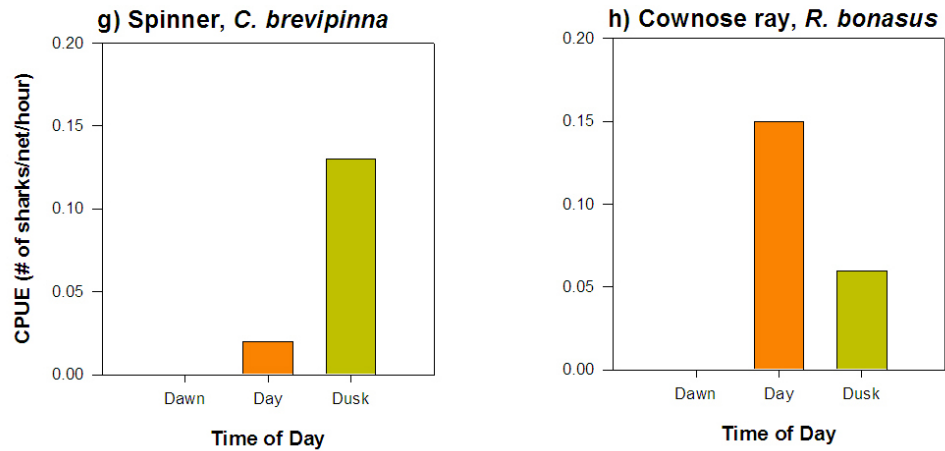 g) Spinner, C. brevipinna
CPUE (# of sharks/net/hour)
0.20
0.15
0.10
0.05
0.00
Dawn Day Dusk
Time of Day
h) Cownose ray, R. bonasus
0.20
0.15
0.10
0.05
0.00
Dawn Day Dusk
Time of Day